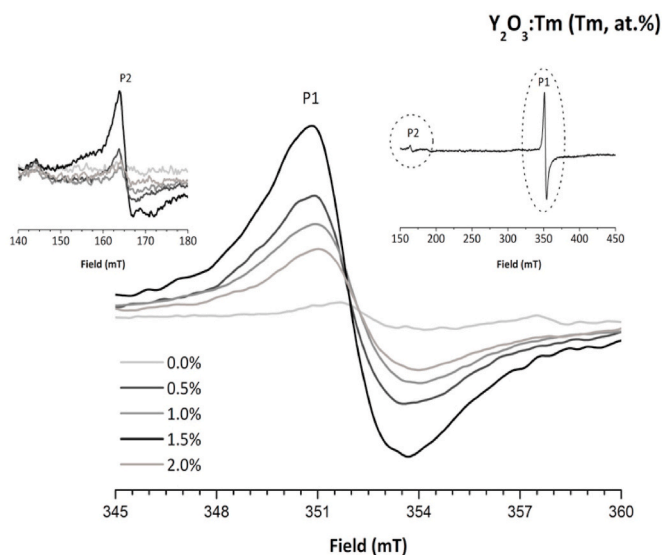 Y₂O₃:Tm (Tm, at.%)
P2
140 150 160 170 180
Field (mT)
P1
P2
P1
150 200 250 300 350 400 450
Field (mT)
0.0%
0.5%
1.0%
1.5%
2.0%
345 348 351 354 357 360
Field (mT)